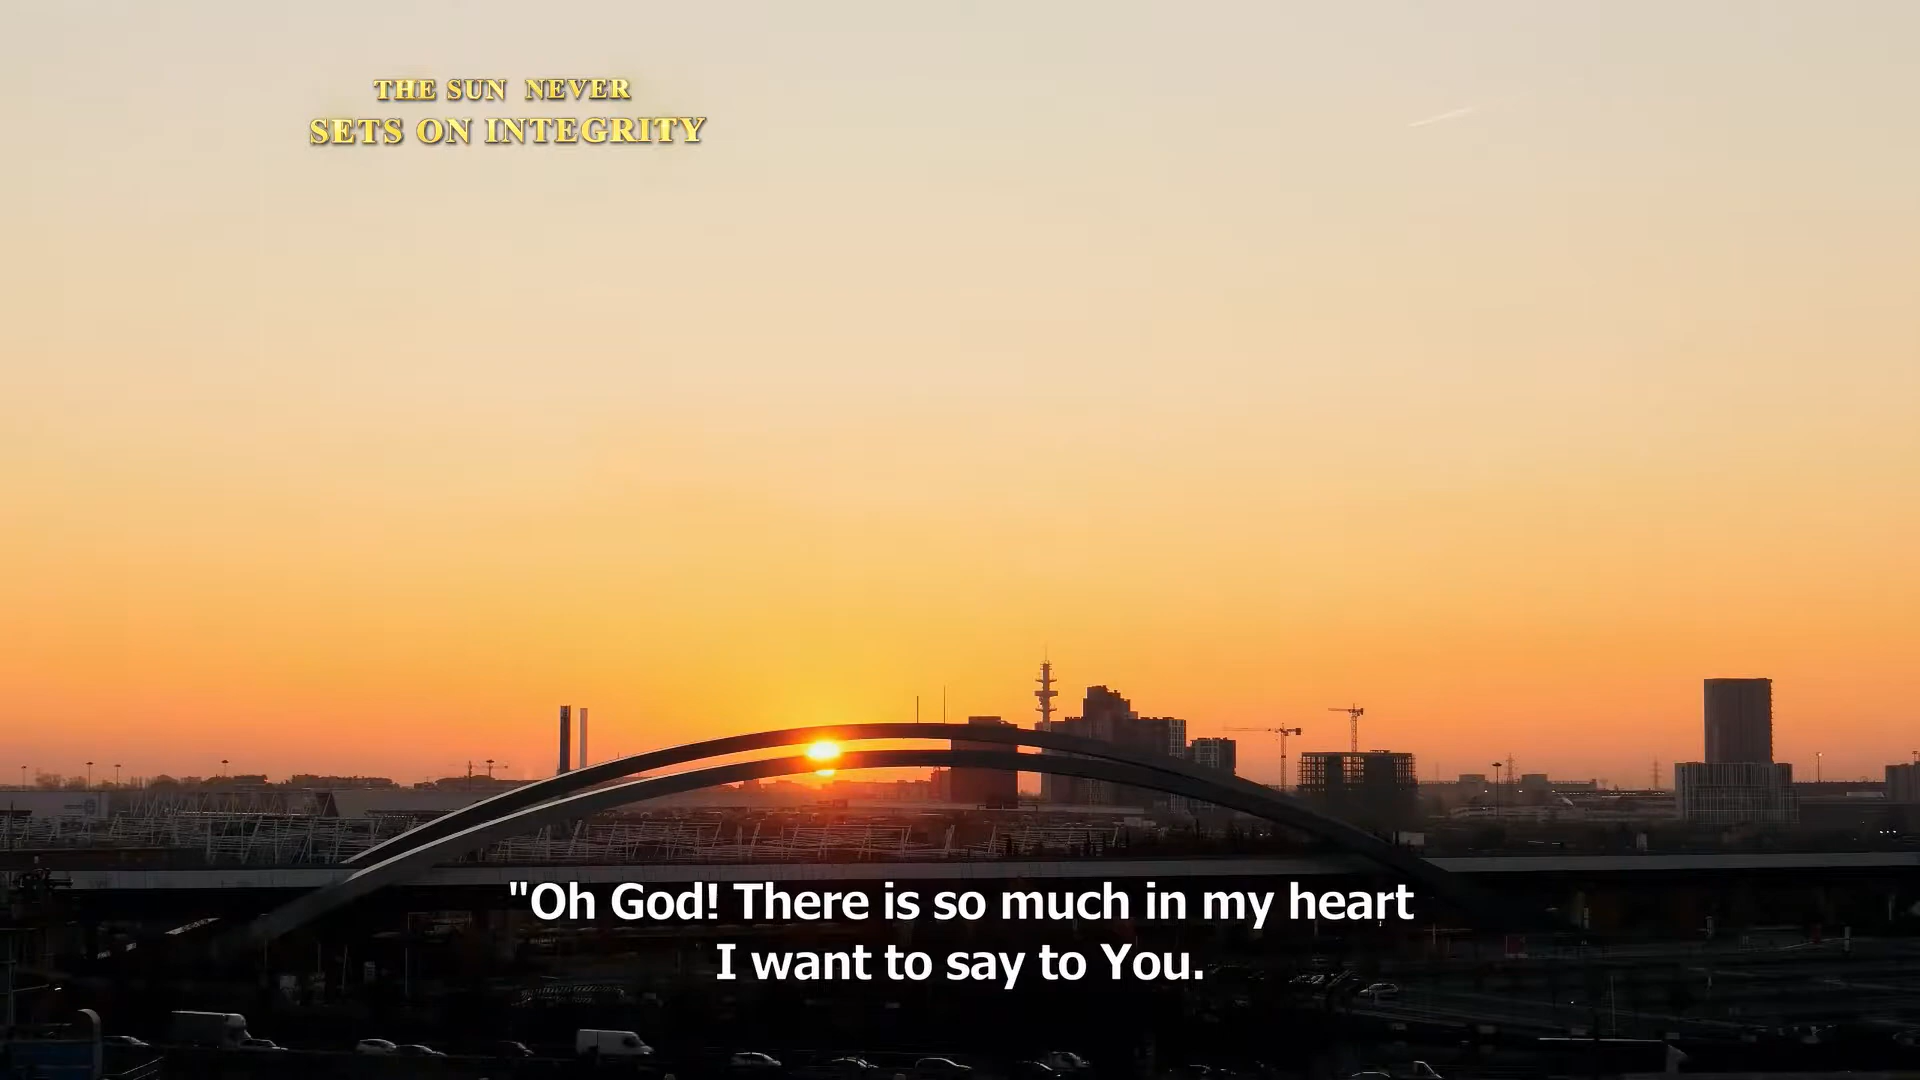 THE SUN NEVER
SETS ON INTEGRITY
"Oh God! There is so much in my heart
I want to say to You.